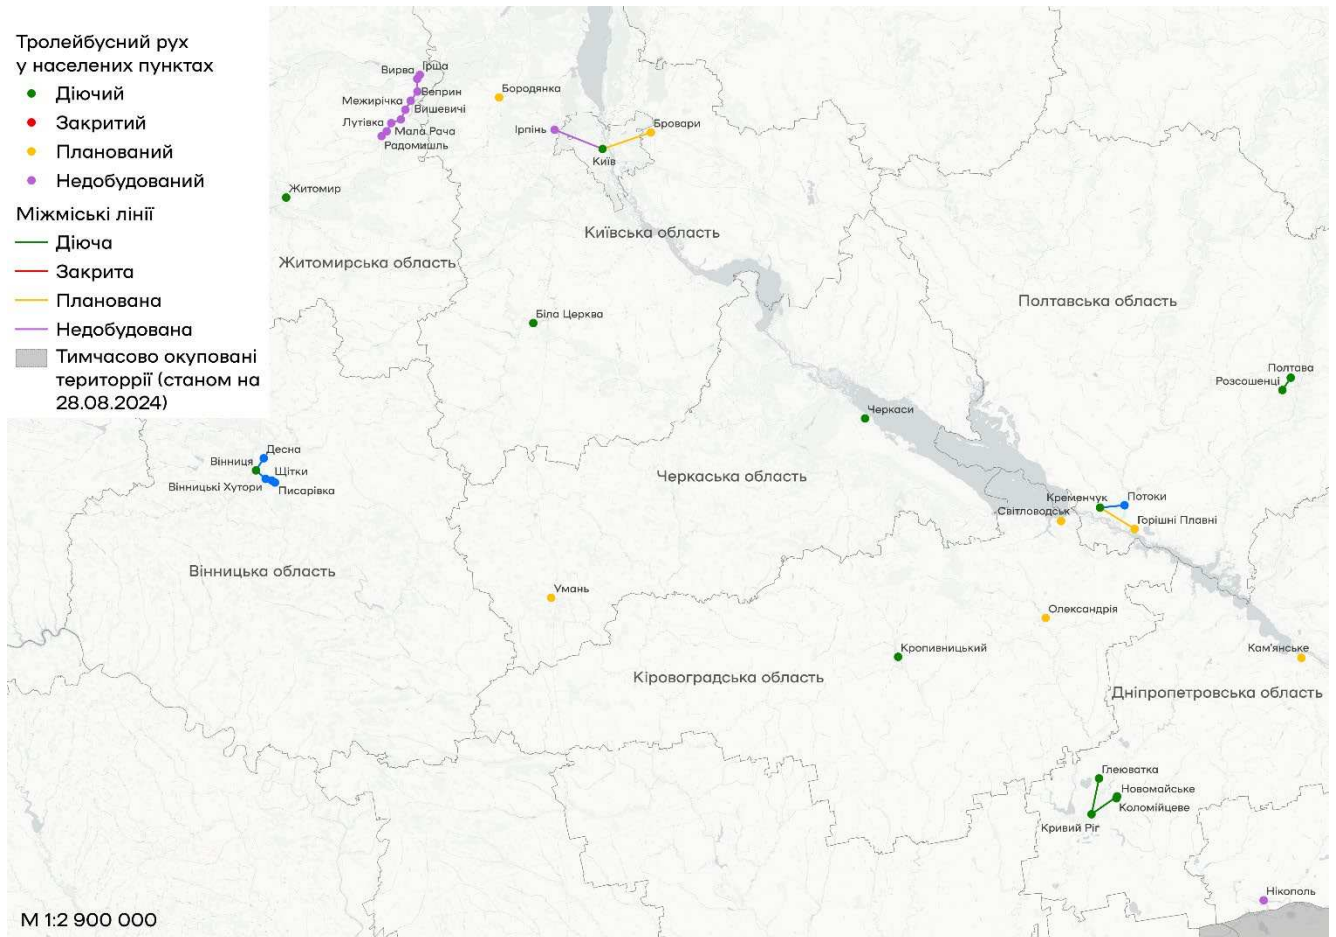 Тролейбусний рух
у населених пунктах
Діючий
Закритий
Планований
Недобудований
Міжміські лінії
Діюча
Закрита
Планована
Недобудована
Тимчасово окуповані
територрії (станом на
28.08.2024)
Ірша
Вирва
Веприн
Межирічка
Вишевичі
Лутівка
Мала Рача
Радомишль
Бородянка
Ірпінь
Бровари
Київ
Житомир
Київська область
Житомирська область
Полтавська область
Біла Церква
Полтава
Розсошенці
Черкаси
Десна
Вінниця
Щітки
Вінницькі Хутори
Писарівка
Черкаська область
Кременчук
Потоки
Світловодськ
Горішні Плавні
Вінницька область
Умань
Олександрія
Кропивницький
Кам'янське
Кіровоградська область
Дніпропетровська область
Глеюватка
Новомайське
Коломійцеве
Кривий Ріг
Нікополь
М 1:2 900 000